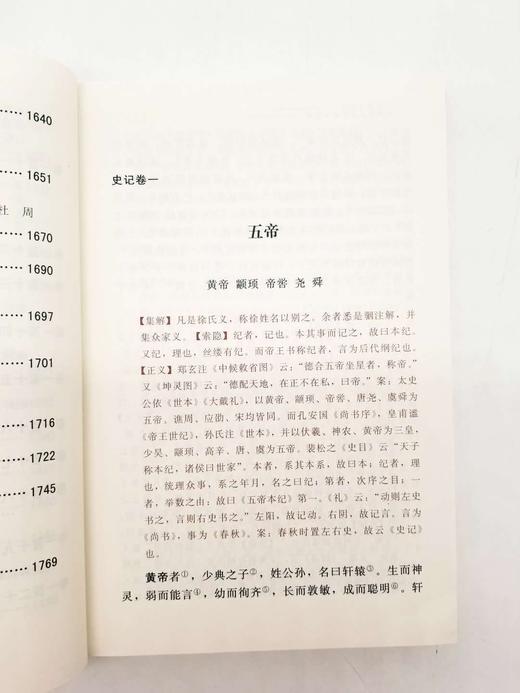 1640
1651
杜 周
1670
1690
1697
1701
1716
1722
1745
1769
史记卷一
五帝
黄帝 颛顼 帝喾 尧 舜
【集解】凡是徐氏义，称徐姓名以别之。余者悉是骃注解，并
集众家义。【索隐】纪者，记也。本其事而记之，故曰本纪。
又纪，理也，丝缕有纪。而帝王书称纪者，言为后代纲纪也。
【正义】郑玄注《中候敕省图》云：“德合五帝坐星者，称帝。”
又《坤灵图》云：“德配天地，在正不在私，曰帝。”案：太史
公依《世本》《大戴礼》，以黄帝、颛顼、帝喾、唐尧、虞舜为
五帝。谯周、应劭、宋均皆同。而孔安国《尚书序》，皇甫谧
《帝王世纪》，孙氏注《世本》，并以伏羲、神农、黄帝为三皇，
少昊、颛顼、高辛、唐、虞为五帝。裴松之《史目》云“天子
称本纪，诸侯曰世家”。本者，系其本系，故曰本；纪者，理
也，统理众事，系之年月，名之曰纪；第者，次序之目；一
者，举数之由：故曰《五帝本纪》第一。《礼》云：“动则左史
书之，言则右史书之。”左阳，故记动。右阴，故记言。言为
《尚书》，事为《春秋》。案：春秋时置左右史，故云《史记》
也。
黄帝者①，少典之子②，姓公孙，名曰轩辕③。生而神
灵，弱而能言④，幼而徇齐⑤，长而敦敏，成而聪明⑥。轩